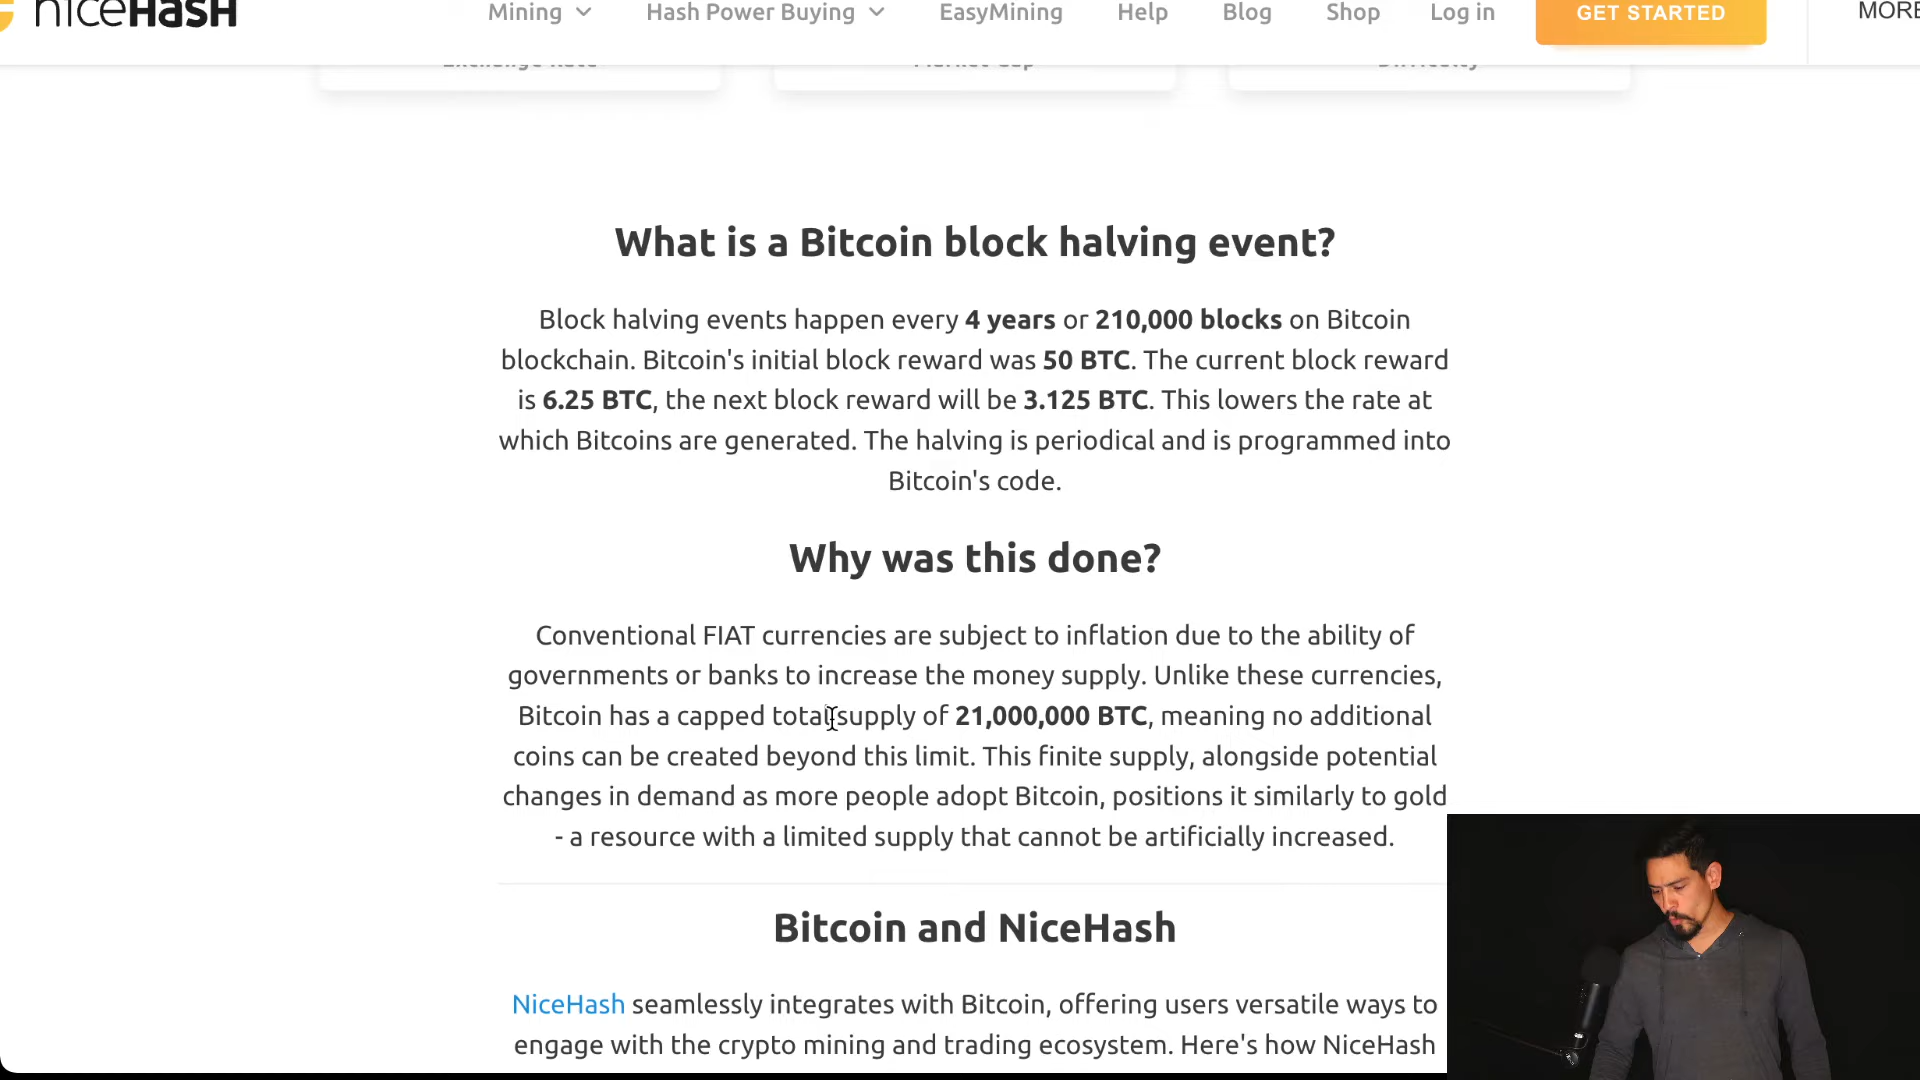 niceHasH
Mining Hash Power Buying EasyMining Help Blog Shop Log in GET STARTED MORE
Exchange Rate Market Cap Difficulty
What is a Bitcoin block halving event?
Block halving events happen every 4 years or 210,000 blocks on Bitcoin
blockchain. Bitcoin's initial block reward was 50 BTC. The current block reward
is 6.25 BTC, the next block reward will be 3.125 BTC. This lowers the rate at
which Bitcoins are generated. The halving is periodical and is programmed into
Bitcoin's code.
Why was this done?
Conventional FIAT currencies are subject to inflation due to the ability of
governments or banks to increase the money supply. Unlike these currencies,
Bitcoin has a capped total supply of 21,000,000 BTC, meaning no additional
coins can be created beyond this limit. This finite supply, alongside potential
changes in demand as more people adopt Bitcoin, positions it similarly to gold
- a resource with a limited supply that cannot be artificially increased.
Bitcoin and NiceHash
NiceHash seamlessly integrates with Bitcoin, offering users versatile ways to
engage with the crypto mining and trading ecosystem. Here's how NiceHash